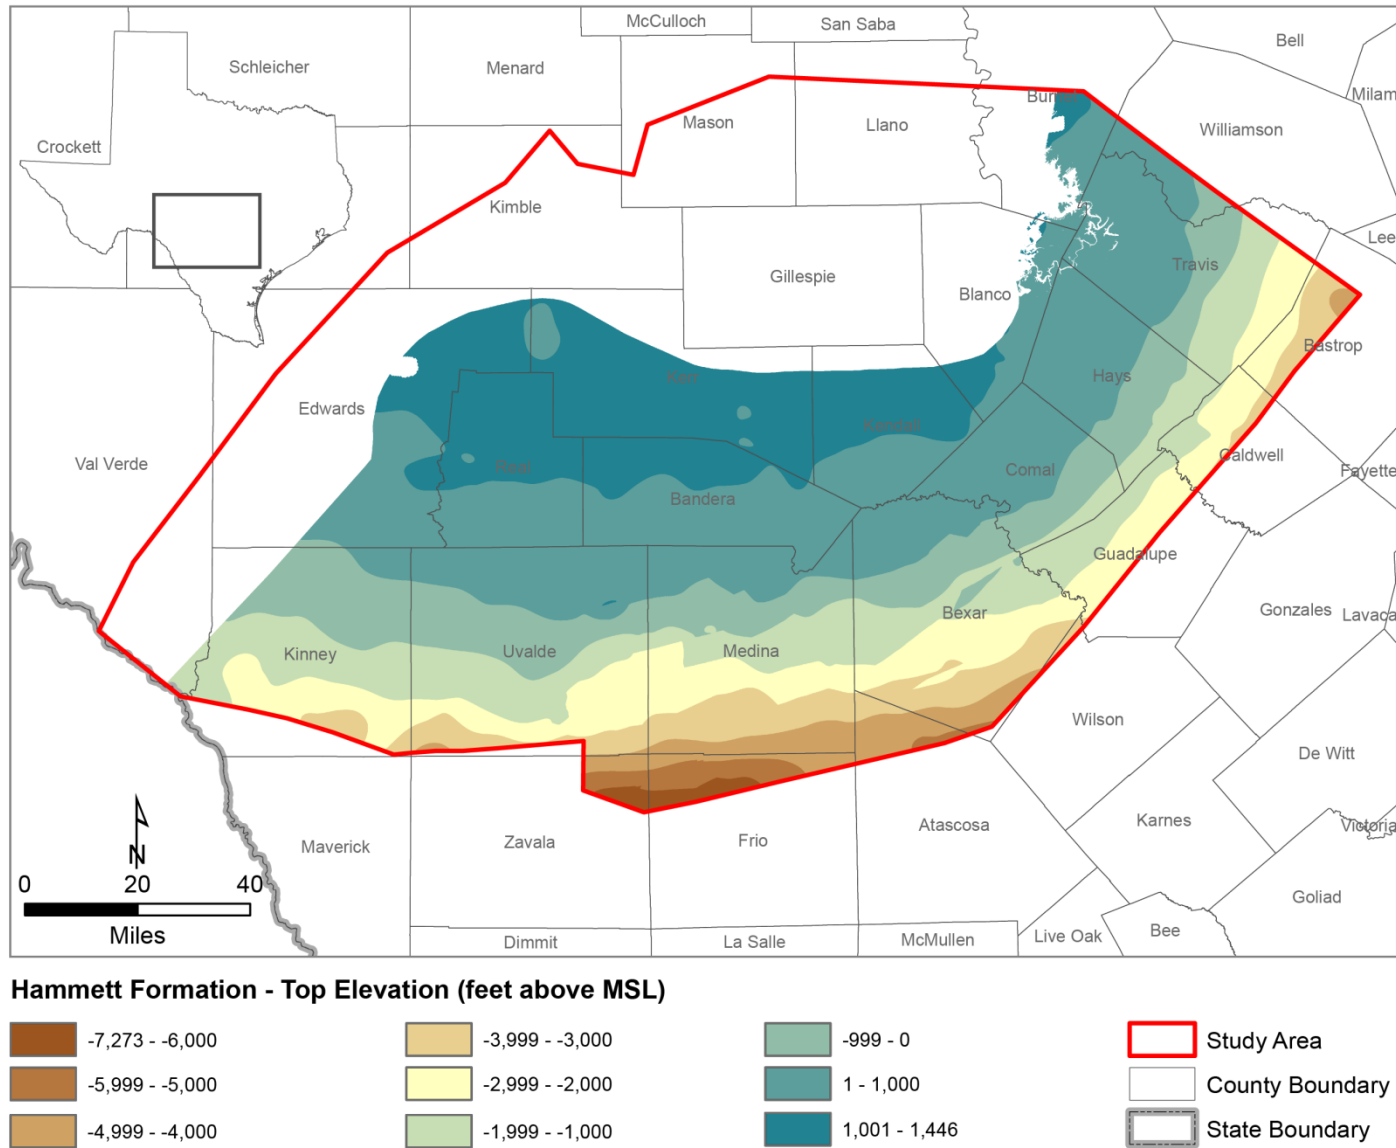 McCulloch
San Saba
Bell
Schleicher
Menard
Milam
Burnet
Mason
Llano
Williamson
Crockett
Kimble
Lee
Travis
Gillespie
Blanco
Bastrop
Kerr
Hays
Edwards
Kendall
Val Verde
Real
Comal
Caldwell
Fayette
Bandera
Guadalupe
Bexar
Gonzales
Lavaca
Kinney
Uvalde
Medina
Wilson
De Witt
Maverick
Zavala
Frio
Atascosa
Karnes
Victoria
N
0 20 40
Miles
Goliad
Dimmit
La Salle
McMullen
Live Oak
Bee
Hammett Formation - Top Elevation (feet above MSL)
-7,273 - -6,000
-3,999 - -3,000
-999 - 0
Study Area
-5,999 - -5,000
-2,999 - -2,000
1 - 1,000
County Boundary
-4,999 - -4,000
-1,999 - -1,000
1,001 - 1,446
State Boundary